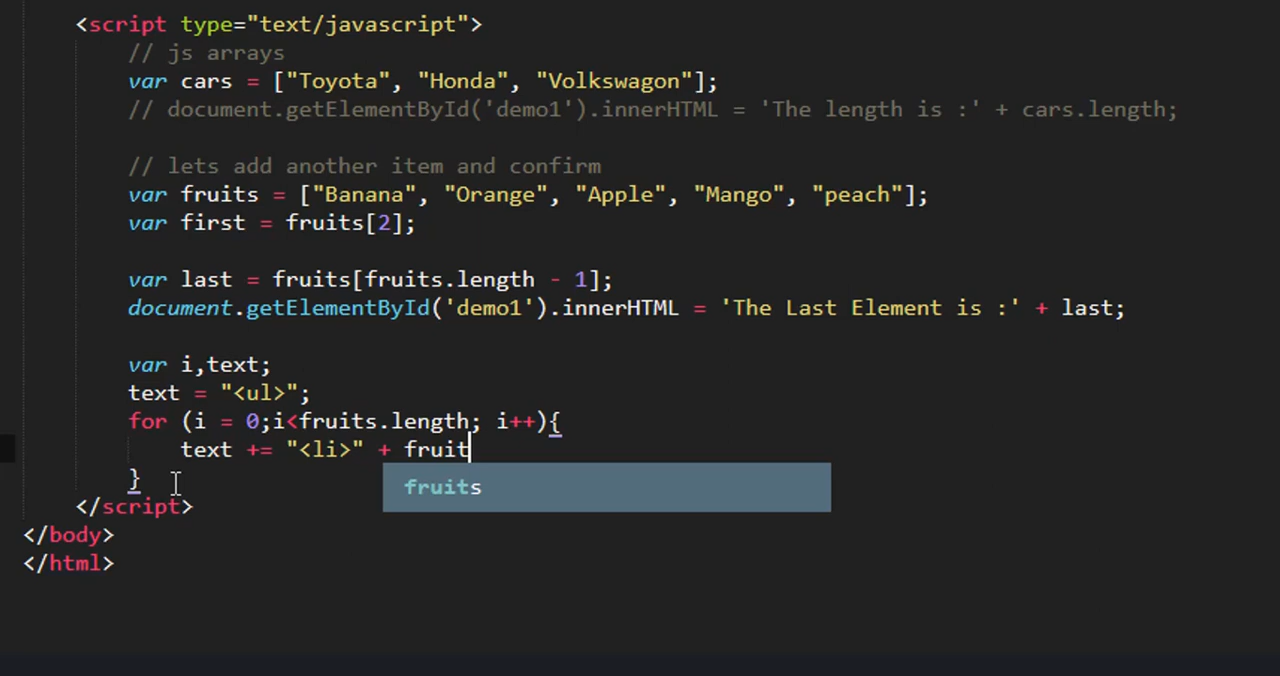 <script type="text/javascript">
// js arrays
var cars = ["Toyota", "Honda", "Volkswagon"];
// document.getElementById('demo1').innerHTML = 'The length is :' + cars.length;
// lets add another item and confirm
var fruits = ["Banana", "Orange", "Apple", "Mango", "peach"];
var first = fruits[2];
var last = fruits[fruits.length - 1];
document.getElementById('demo1').innerHTML = 'The Last Element is :' + last;
var i,text;
text = "<ul>";
for (i = 0;i<fruits.length; i++){
text += "<li>" + fruit
fruits
}
</script>
</body>
</html>